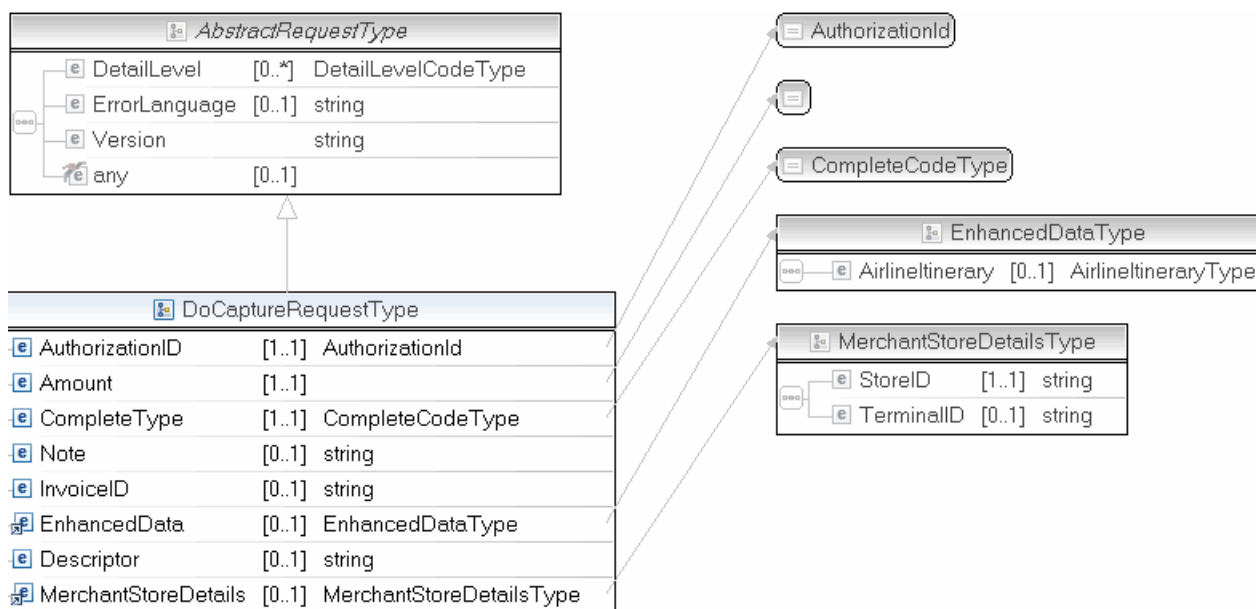 AbstractRequestType
DetailLevel [0..*] DetailLevelCodeType
ErrorLanguage [0..1] string
Version string
any [0..1]
DoCaptureRequestType
AuthorizationID [1..1] AuthorizationId
Amount [1..1]
CompleteType [1..1] CompleteCodeType
Note [0..1] string
InvoiceID [0..1] string
EnhancedData [0..1] EnhancedDataType
Descriptor [0..1] string
MerchantStoreDetails [0..1] MerchantStoreDetailsType
AuthorizationId
CompleteCodeType
EnhancedDataType
AirlineItinerary [0..1] AirlineItineraryType
MerchantStoreDetailsType
StoreID [1..1] string
TerminalID [0..1] string